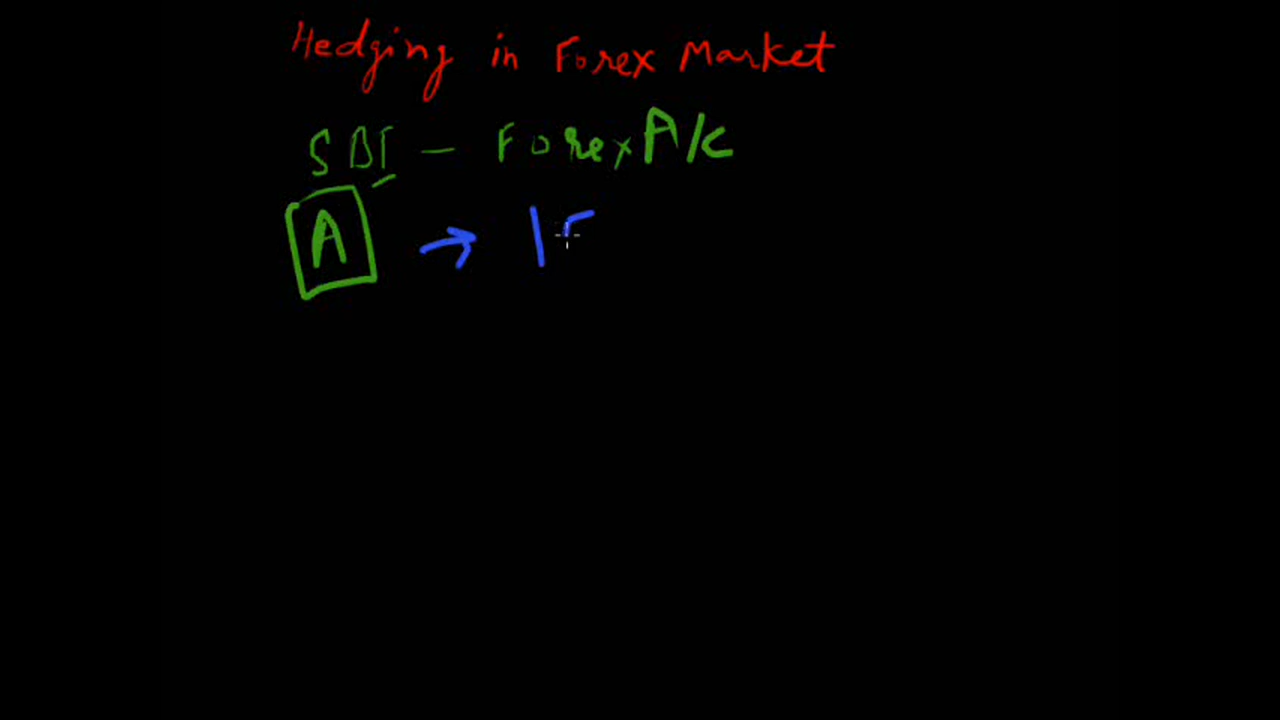 Hedging in Forex Market
SBI - Forex A/c
A →